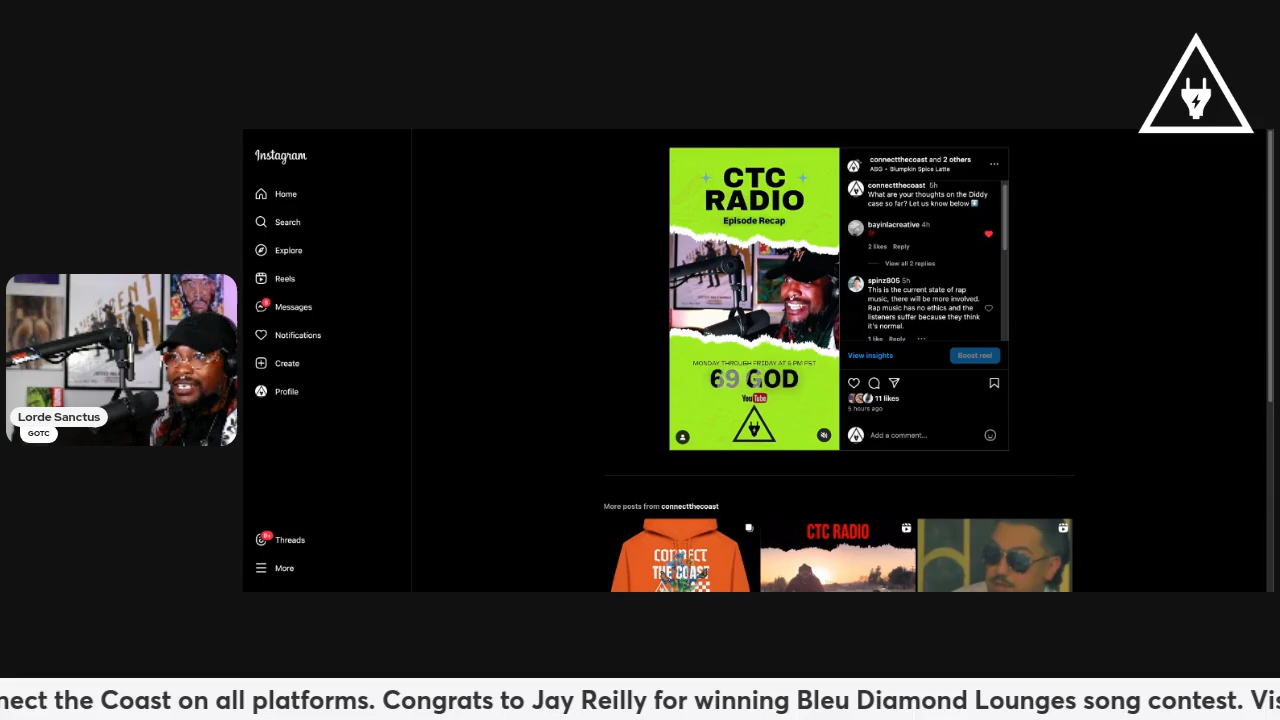 Instagram
Home
Search
Explore
Reels
Messages
Notifications
Create
Profile
Threads
More
Lorde Sanctus
GOTC
CTC
RADIO
Episode Recap
MONDAY THROUGH FRIDAY AT 5 PM PST
69 GOD
YouTube
connectthecoast and 2 others
ABG • Blumpkin Spice Latte
connectthecoast 5h
What are your thoughts on the Diddy
case so far? Let us know below
bayinlacreative 4h
2 likes Reply
View all 2 replies
spinz805 5h
This is the current state of rap
music, there will be more involved.
Rap music has no ethics and the
listeners suffer because they think
it's normal.
1 like Reply
View insights
Boost reel
11 likes
5 hours ago
Add a comment...
More posts from connectthecoast
CONNECT
THE COAST
CTC RADIO
nect the Coast on all platforms. Congrats to Jay Reilly for winning Bleu Diamond Lounges song contest. Vis